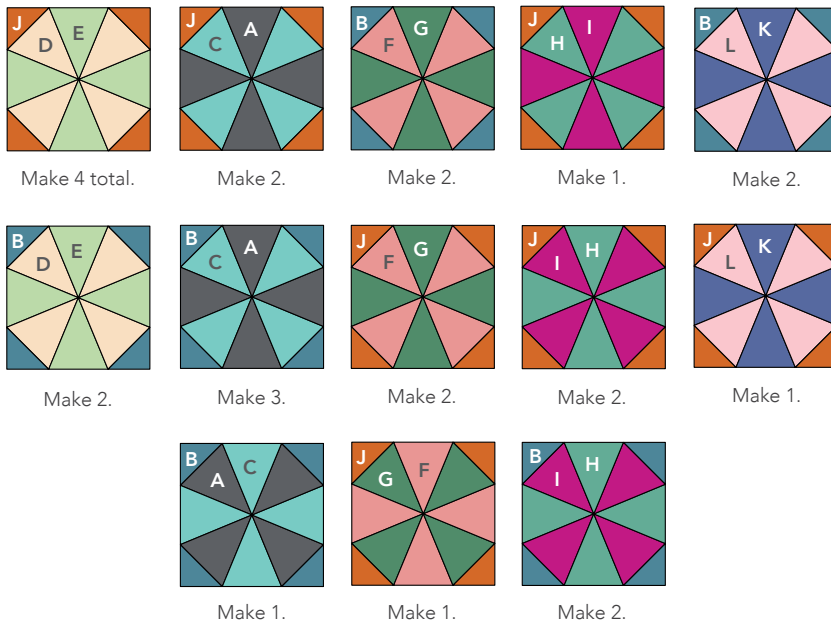 J D E
J C A
B F G
J H I
B L K
Make 4 total.
Make 2.
Make 2.
Make 1.
Make 2.
B D E
B C A
J F G
J I H
J L K
Make 2.
Make 3.
Make 2.
Make 2.
Make 1.
B A C
J G F
B I H
Make 1.
Make 1.
Make 2.